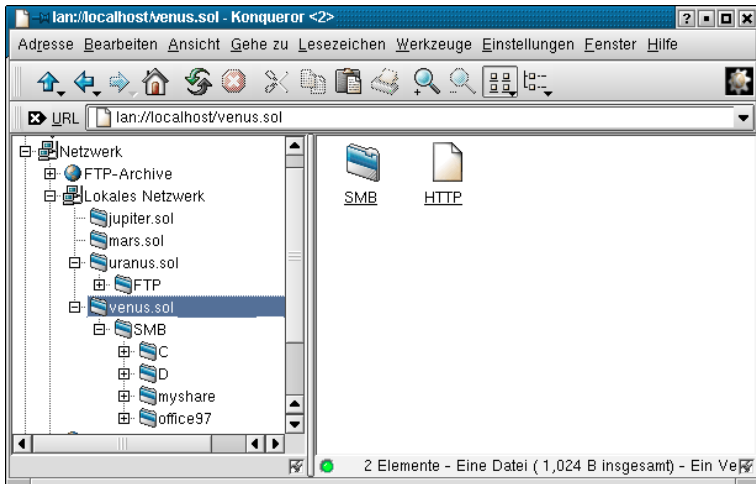 lan://localhost/venus.sol - Konqueror <2>
Adresse Bearbeiten Ansicht Gehe zu Lesezeichen Werkzeuge Einstellungen Fenster Hilfe
URL lan://localhost/venus.sol
Netzwerk
FTP-Archive
Lokales Netzwerk
jupiter.sol
mars.sol
uranus.sol
FTP
venus.sol
SMB
C
D
myshare
office97
SMB HTTP
2 Elemente - Eine Datei ( 1,024 B insgesamt) - Ein Ve